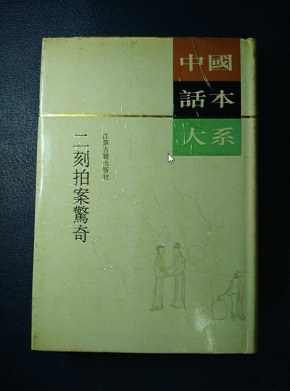 中國
話本
大系
江蘇古籍出版社
二刻拍案驚奇